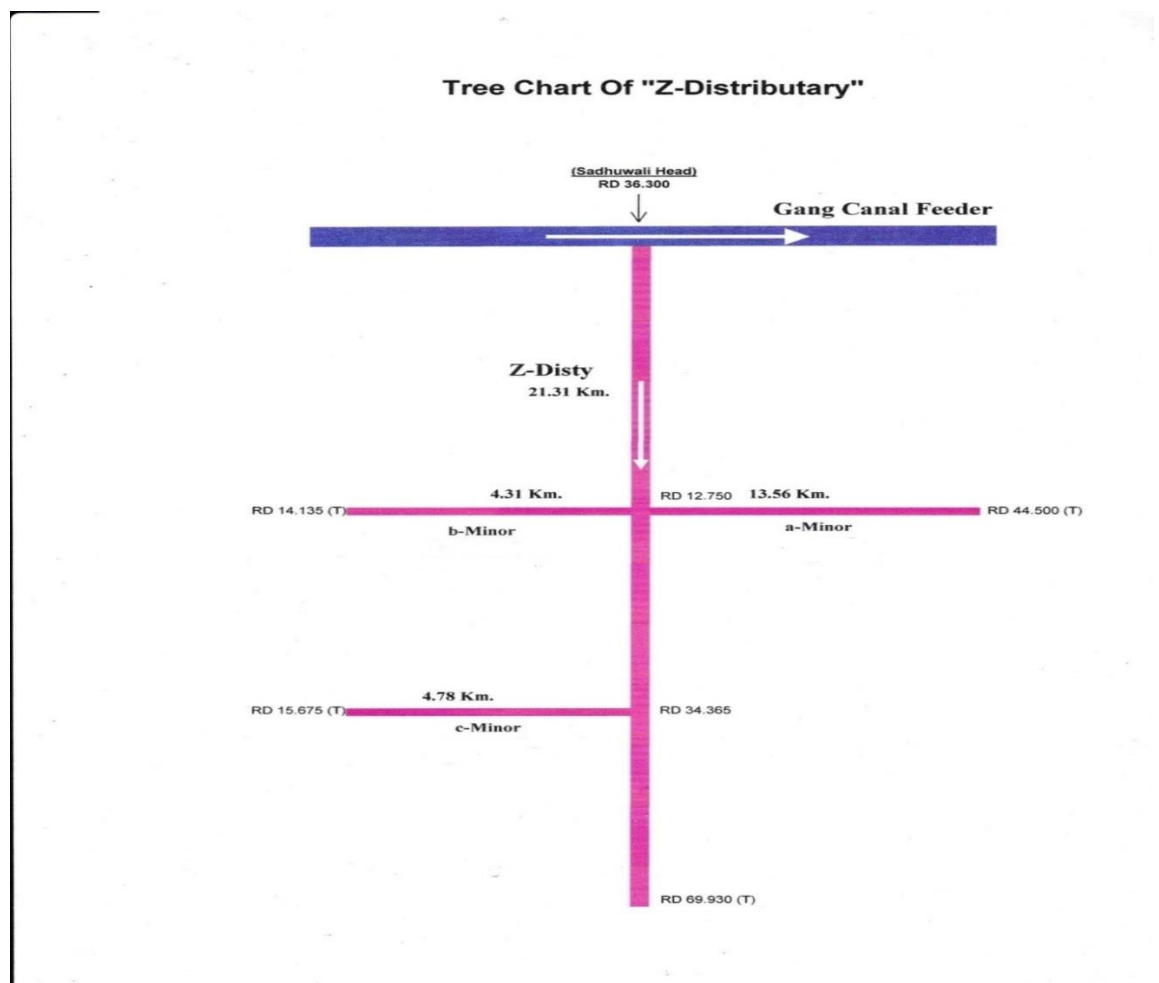 Tree Chart Of "Z-Distributary"
(Sadhuwali Head)
RD 36.300
Gang Canal Feeder
Z-Disty
21.31 Km.
4.31 Km.
RD 12.750
13.56 Km.
RD 14.135 (T)
RD 44.500 (T)
b-Minor
a-Minor
4.78 Km.
RD 15.675 (T)
RD 34.365
c-Minor
RD 69.930 (T)